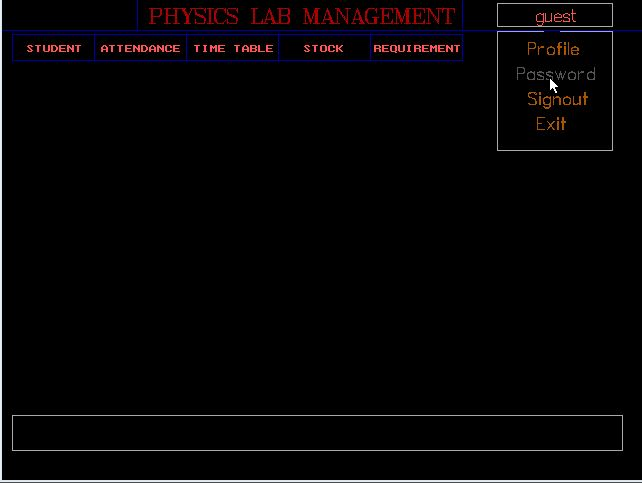 PHYSICS LAB MANAGEMENT
guest
STUDENT ATTENDANCE TIME TABLE STOCK REQUIREMENT
Profile
Password
Signout
Exit